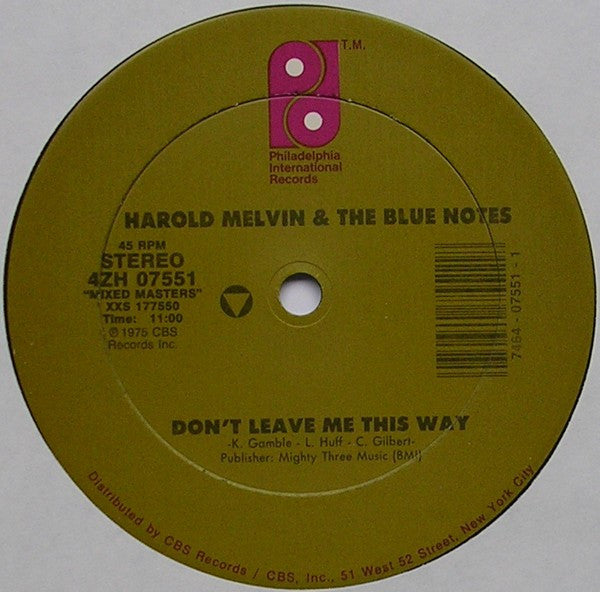 T.M.
Philadelphia
International
Records
HAROLD MELVIN & THE BLUE NOTES
45 RPM
STEREO
4ZH 07551
"MIXED MASTERS"
XXS 177550
Time: 11:00
℗ 1975 CBS
Records Inc.
7464-07551-1
DON'T LEAVE ME THIS WAY
-K. Gamble - L. Huff - C. Gilbert-
Publisher: Mighty Three Music (BMI)
Distributed by CBS Records / CBS, Inc., 51 West 52 Street, New York City